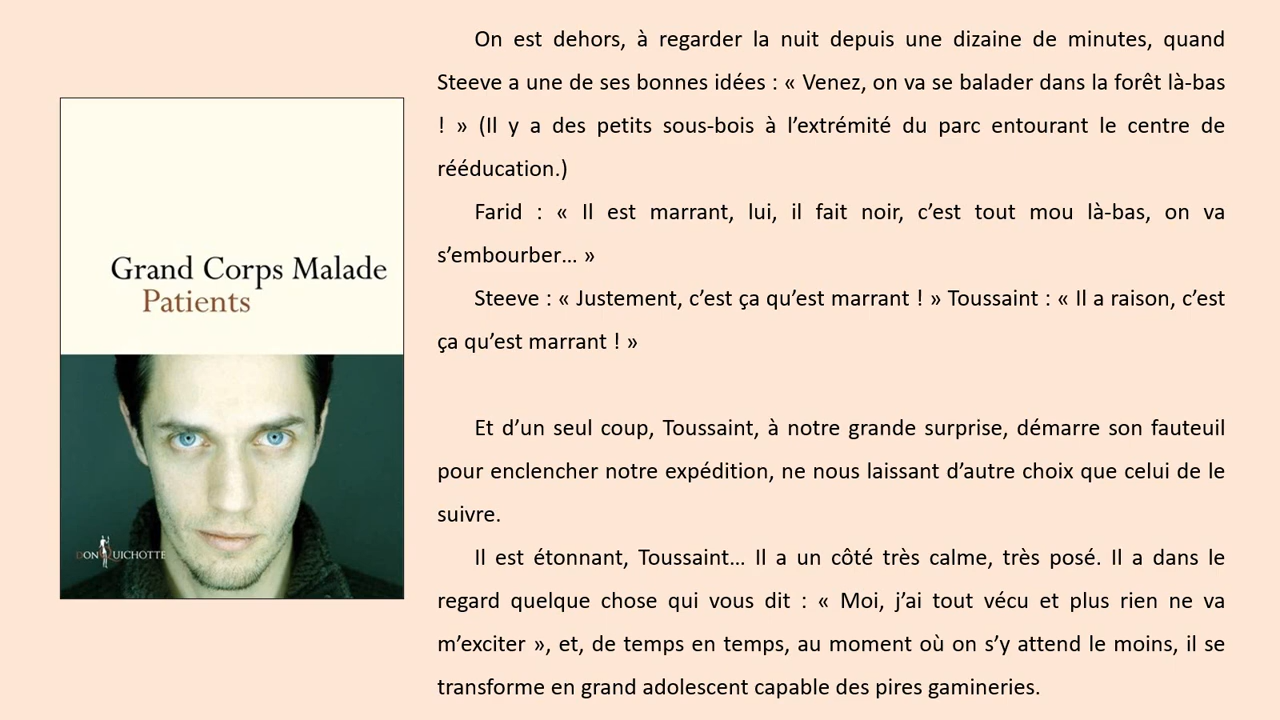 Grand Corps Malade
Patients
DONQUICHOTTE
On est dehors, à regarder la nuit depuis une dizaine de minutes, quand
Steeve a une de ses bonnes idées : « Venez, on va se balader dans la forêt là-bas
! » (Il y a des petits sous-bois à l’extrémité du parc entourant le centre de
rééducation.)
Farid : « Il est marrant, lui, il fait noir, c’est tout mou là-bas, on va
s’embourber… »
Steeve : « Justement, c’est ça qu’est marrant ! » Toussaint : « Il a raison, c’est
ça qu’est marrant ! »
Et d’un seul coup, Toussaint, à notre grande surprise, démarre son fauteuil
pour enclencher notre expédition, ne nous laissant d’autre choix que celui de le
suivre.
Il est étonnant, Toussaint… Il a un côté très calme, très posé. Il a dans le
regard quelque chose qui vous dit : « Moi, j’ai tout vécu et plus rien ne va
m’exciter », et, de temps en temps, au moment où on s’y attend le moins, il se
transforme en grand adolescent capable des pires gamineries.